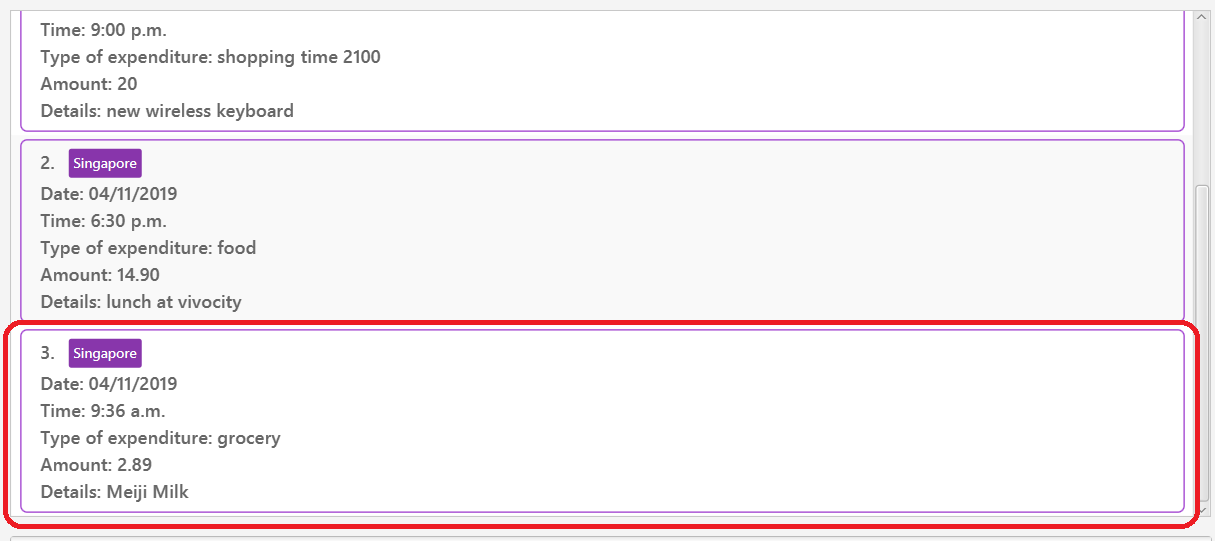 Time: 9:00 p.m.
Type of expenditure: shopping time 2100
Amount: 20
Details: new wireless keyboard
2. Singapore
Date: 04/11/2019
Time: 6:30 p.m.
Type of expenditure: food
Amount: 14.90
Details: lunch at vivocity
3. Singapore
Date: 04/11/2019
Time: 9:36 a.m.
Type of expenditure: grocery
Amount: 2.89
Details: Meiji Milk